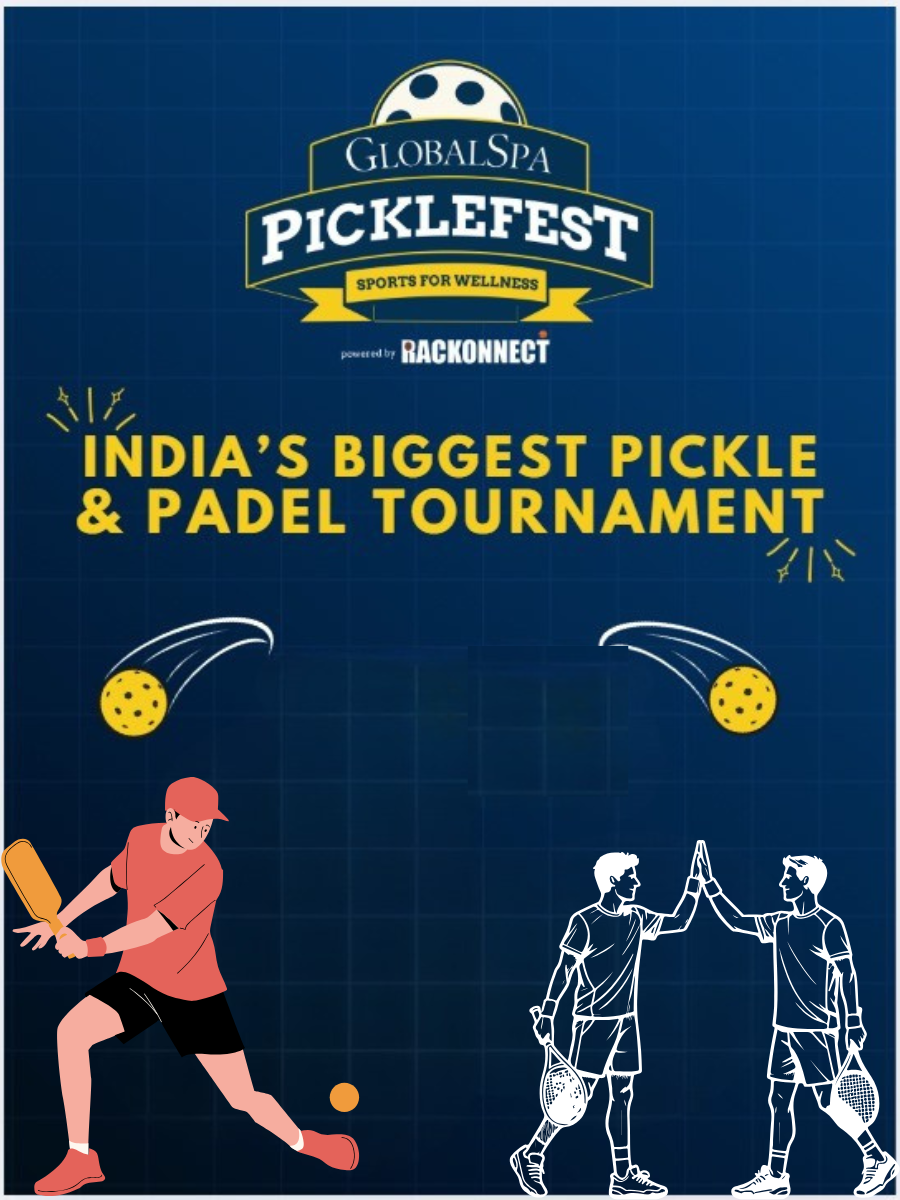 GLOBALSPA
PICKLEFEST
SPORTS FOR WELLNESS
powered by RACKONNECT
INDIA’S BIGGEST PICKLE
& PADEL TOURNAMENT